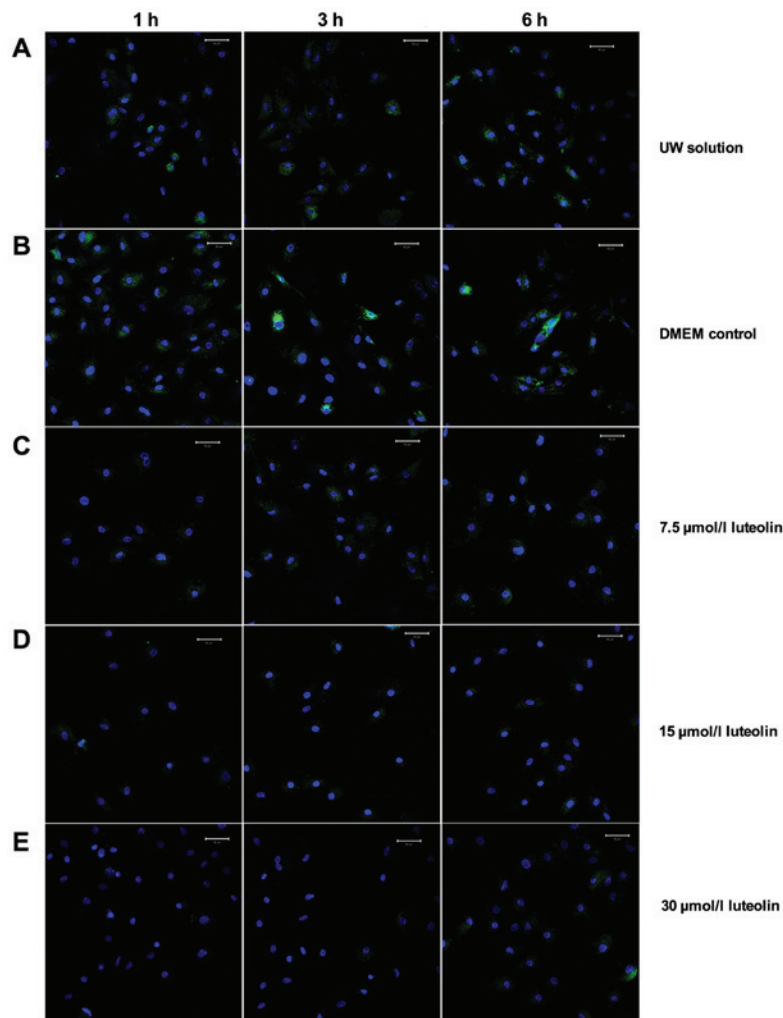 1 h 3 h 6 h
A
UW solution
B
DMEM control
C
7.5 µmol/l luteolin
D
15 µmol/l luteolin
E
30 µmol/l luteolin